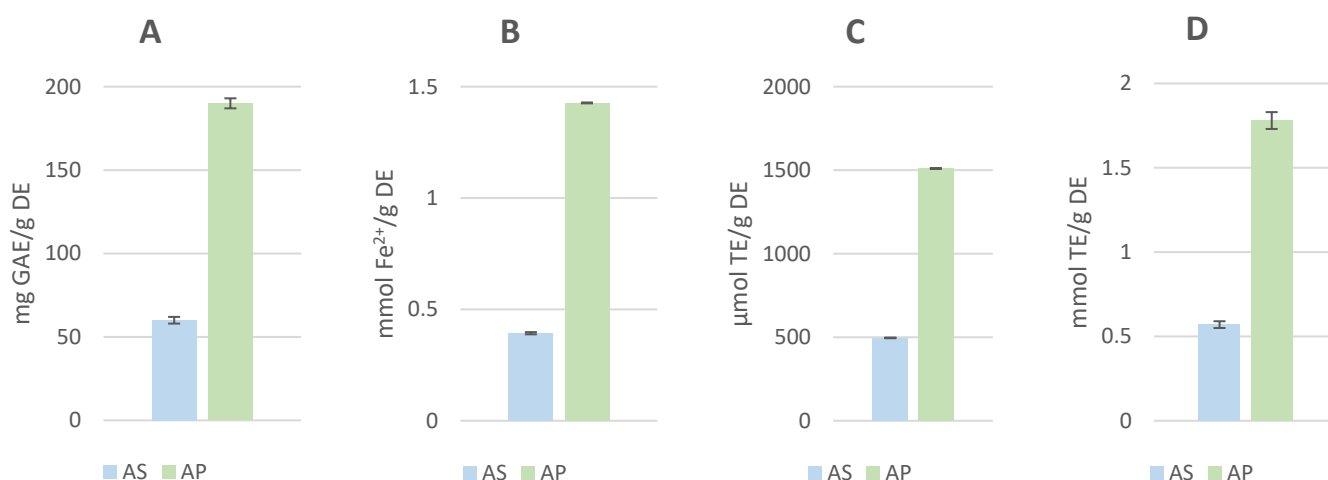 A
mg GAE/g DE
200
150
100
50
0
AS AP
B
mmol Fe²⁺/g DE
1.5
1
0.5
0
AS AP
C
µmol TE/g DE
2000
1500
1000
500
0
AS AP
D
mmol TE/g DE
2
1.5
1
0.5
0
AS AP